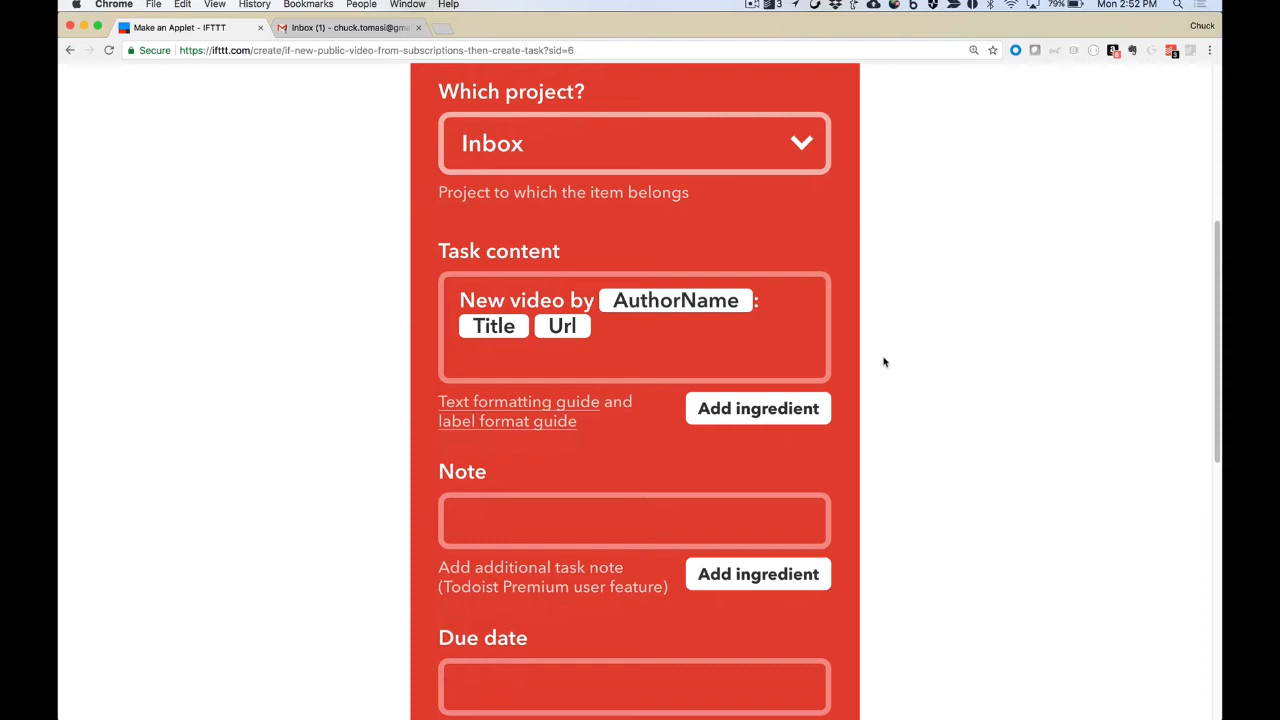 Chrome File Edit View History Bookmarks People Window Help 3 79% Mon 2:52 PM
Make an Applet - IFTTT Inbox (1) - chuck.tomasi@gma Chuck
Secure https://ifttt.com/create/if-new-public-video-from-subscriptions-then-create-task?sid=6
Which project?
Inbox
Project to which the item belongs
Task content
New video by AuthorName :
Title Url
Text formatting guide and
label format guide
Add ingredient
Note
Add additional task note
(Todoist Premium user feature)
Add ingredient
Due date